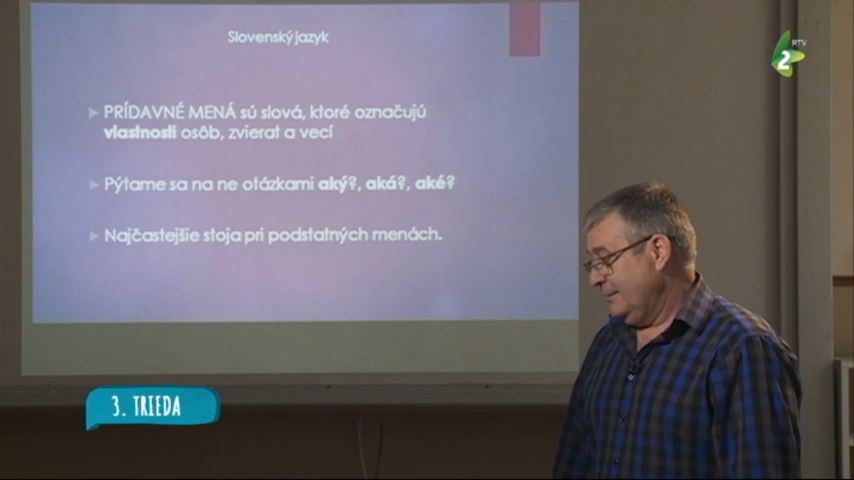 Slovenský jazyk
RTV
2
PRÍDAVNÉ MENÁ sú slová, ktoré označujú
vlastnosti osôb, zvierat a vecí
Pýtame sa na ne otázkami aký?, aká?, aké?
Najčastejšie stoja pri podstatných menách.
3. TRIEDA